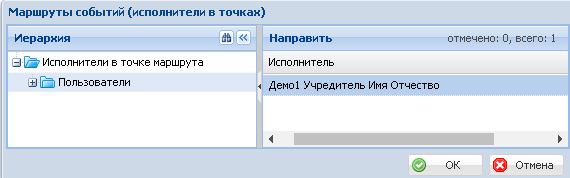 Маршруты событий (исполнители в точках)
Иерархия
Исполнители в точке маршрута
Пользователи
Направить отмечено: 0, всего: 1
Исполнитель
Демо1 Учредитель Имя Отчество
OK Отмена